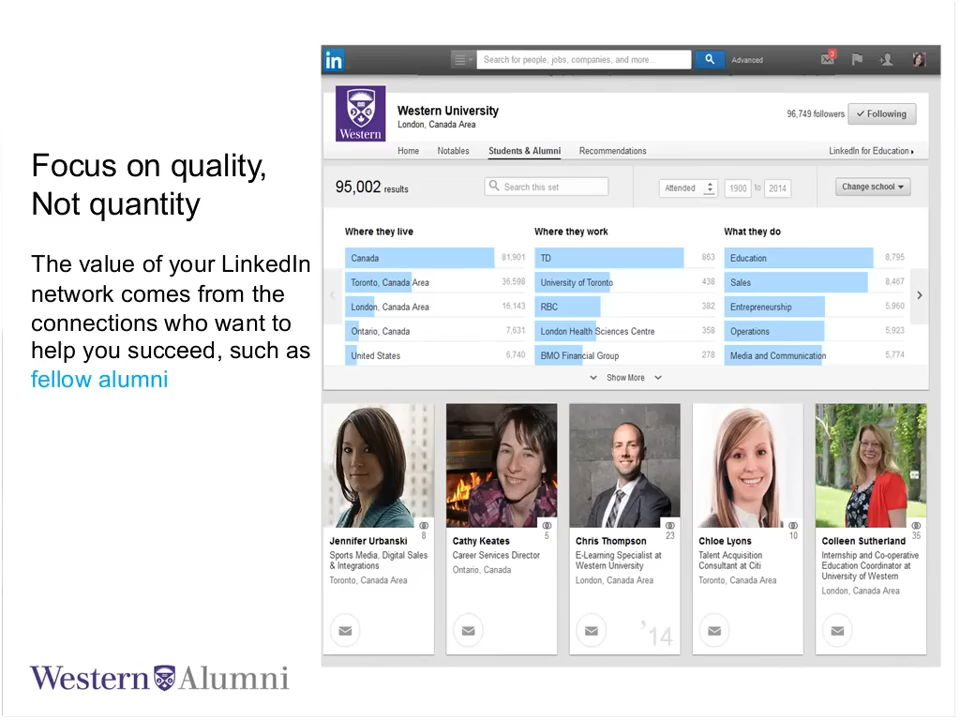 Focus on quality,
Not quantity
The value of your LinkedIn
network comes from the
connections who want to
help you succeed, such as
fellow alumni
Western Alumni
in
Search for people, jobs, companies, and more...
Advanced
3
Western
Western University
London, Canada Area
96,749 followers
Following
Home Notables Students & Alumni Recommendations
LinkedIn for Education
95,002 results
Search this set
Attended 1900 to 2014
Change school
Where they live
Canada 81,901
Toronto, Canada Area 36,598
London, Canada Area 16,143
Ontario, Canada 7,631
United States 6,740
Where they work
TD 863
University of Toronto 438
RBC 382
London Health Sciences Centre 358
BMO Financial Group 278
What they do
Education 8,795
Sales 8,467
Entrepreneurship 5,960
Operations 5,923
Media and Communication 5,774
Show More
8
Jennifer Urbanski
Sports Media, Digital Sales
& Integrations
Toronto, Canada Area
5
Cathy Keates
Career Services Director
Ontario, Canada
23
Chris Thompson
E-Learning Specialist at
Western University
London, Canada Area
'14
10
Chloe Lyons
Talent Acquisition
Consultant at Citi
Toronto, Canada Area
35
Colleen Sutherland
Internship and Co-operative
Education Coordinator at
University of Western
London, Canada Area